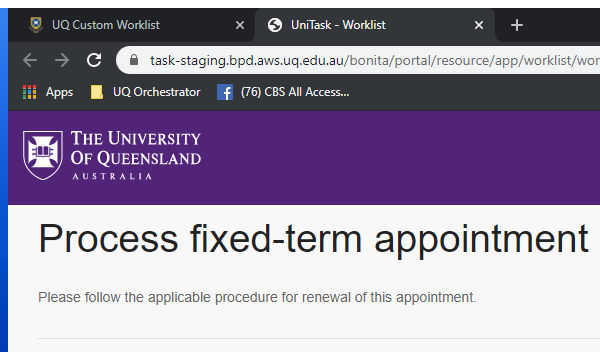 UQ Custom Worklist
UniTask - Worklist
task-staging.bpd.aws.uq.edu.au/bonita/portal/resource/app/worklist/wor
Apps
UQ Orchestrator
(76) CBS All Access...
THE UNIVERSITY
OF QUEENSLAND
AUSTRALIA
Process fixed-term appointment
Please follow the applicable procedure for renewal of this appointment.